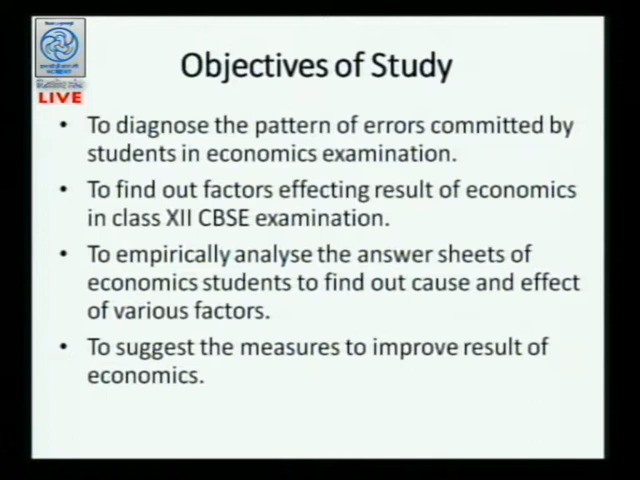 Objectives of Study
LIVE
• To diagnose the pattern of errors committed by
students in economics examination.
• To find out factors effecting result of economics
in class XII CBSE examination.
• To empirically analyse the answer sheets of
economics students to find out cause and effect
of various factors.
• To suggest the measures to improve result of
economics.